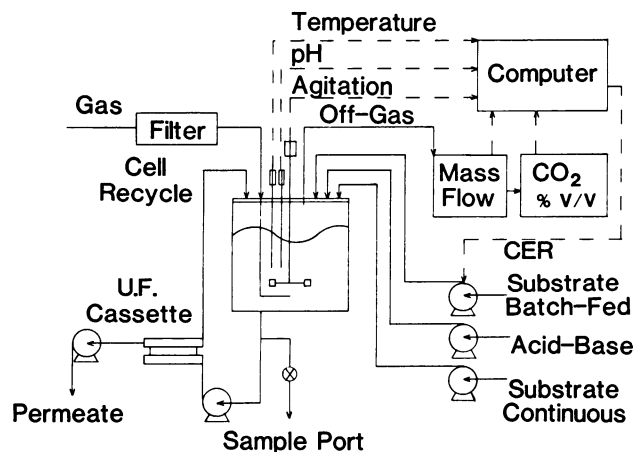 Temperature
pH
Agitation
Off-Gas
Computer
Gas
Filter
Cell
Recycle
Mass
Flow
CO2
% V/V
CER
U.F.
Cassette
Substrate
Batch-Fed
Acid-Base
Substrate
Continuous
Permeate
Sample Port